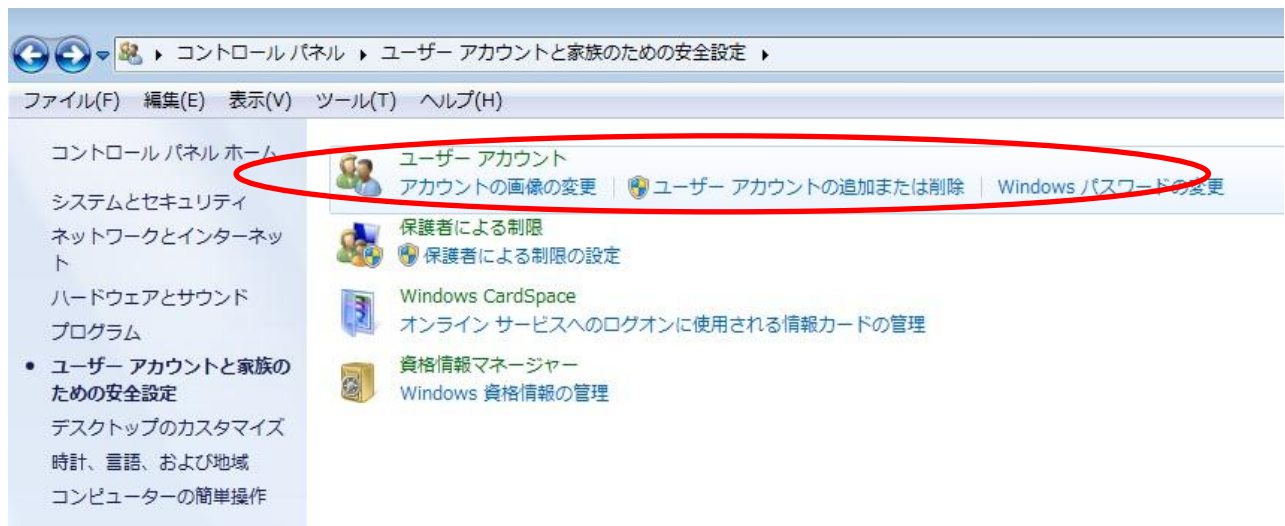 コントロール パネル ▸ ユーザー アカウントと家族のための安全設定 ▸
ファイル(F) 編集(E) 表示(V) ツール(T) ヘルプ(H)
コントロール パネル ホーム
システムとセキュリティ
ネットワークとインターネッ
ト
ハードウェアとサウンド
プログラム
• ユーザー アカウントと家族の
ための安全設定
デスクトップのカスタマイズ
時計、言語、および地域
コンピューターの簡単操作
ユーザー アカウント
アカウントの画像の変更 | ユーザー アカウントの追加または削除 | Windows パスワードの変更
保護者による制限
保護者による制限の設定
Windows CardSpace
オンライン サービスへのログオンに使用される情報カードの管理
資格情報マネージャー
Windows 資格情報の管理